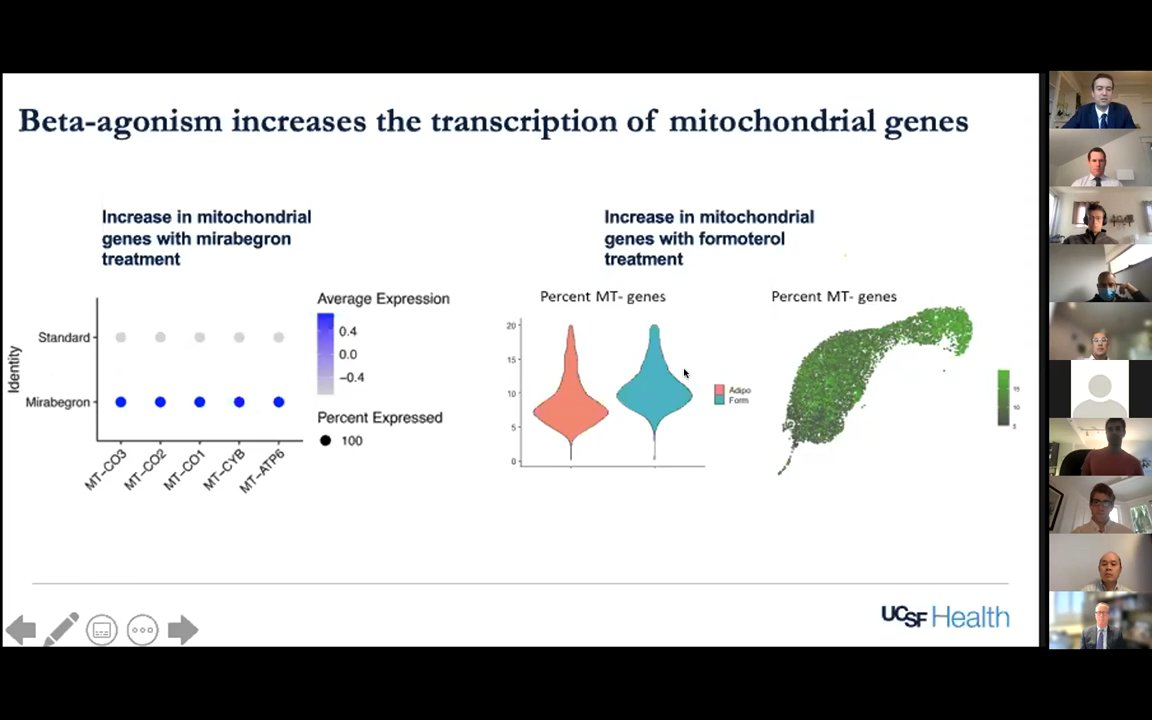 Beta-agonism increases the transcription of mitochondrial genes
Increase in mitochondrial
genes with mirabegron
treatment
Identity
Standard
Mirabegron
MT-CO3
MT-CO2
MT-CO1
MT-CYB
MT-ATP6
Average Expression
0.4
0.0
-0.4
Percent Expressed
100
Increase in mitochondrial
genes with formoterol
treatment
Percent MT- genes
20
15
10
5
0
Adipo
Form
Percent MT- genes
15
10
5
UCSF Health